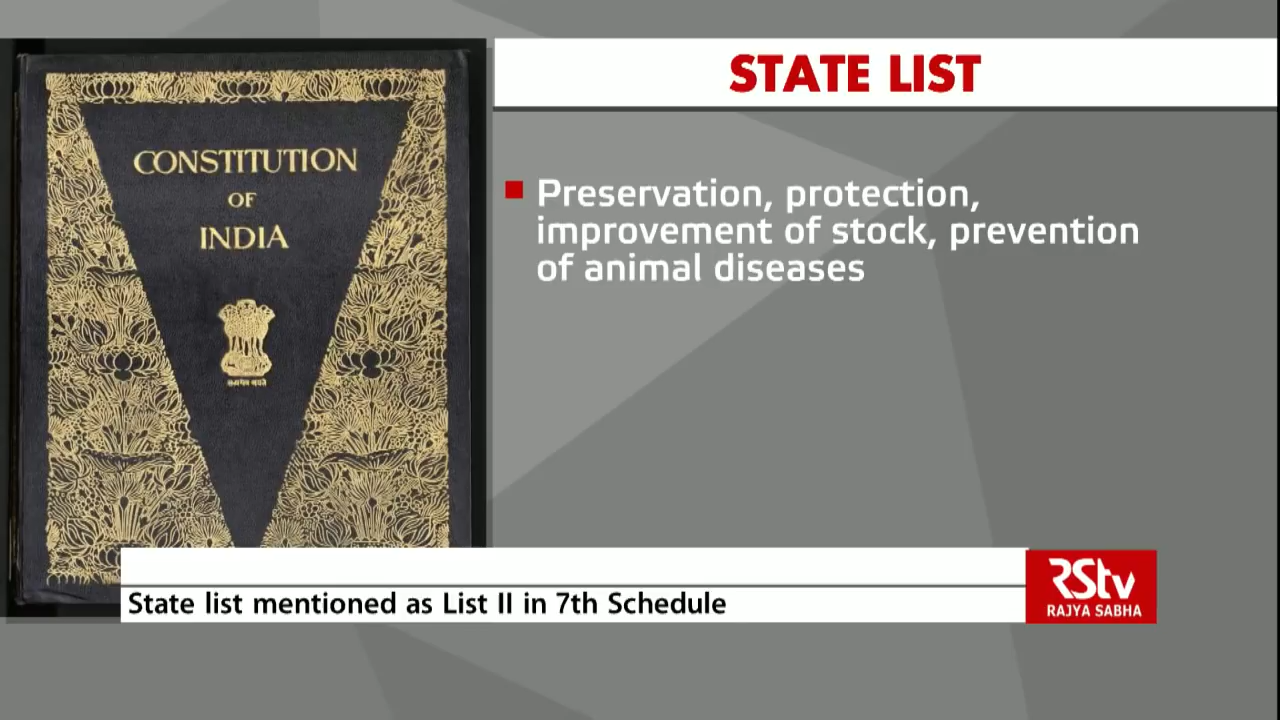 CONSTITUTION
OF
INDIA
STATE LIST
Preservation, protection,
improvement of stock, prevention
of animal diseases
State list mentioned as List II in 7th Schedule
RStv
RAJYA SABHA